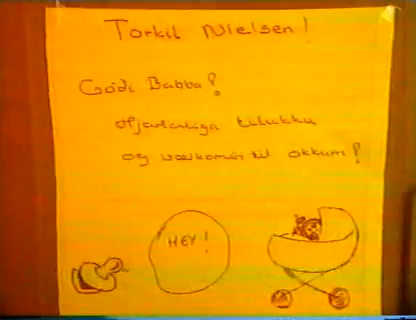 Torkil Nielsen!
Góði Babba!
Hjartaliga tillukku
og vælkomin til okkum!
HEY!